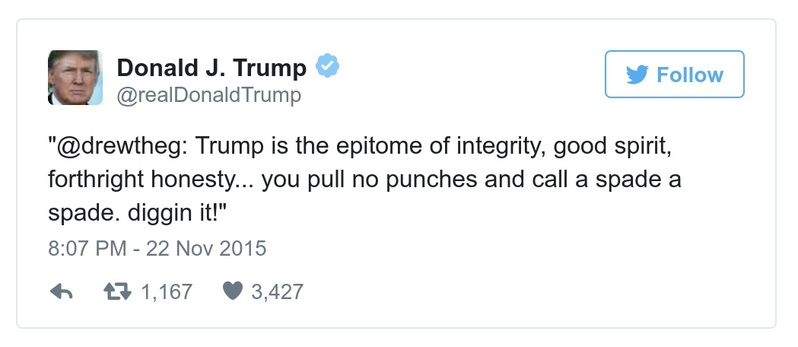 Donald J. Trump
@realDonaldTrump
Follow
"@drewtheg: Trump is the epitome of integrity, good spirit,
forthright honesty... you pull no punches and call a spade a
spade. diggin it!"
8:07 PM - 22 Nov 2015
1,167 3,427